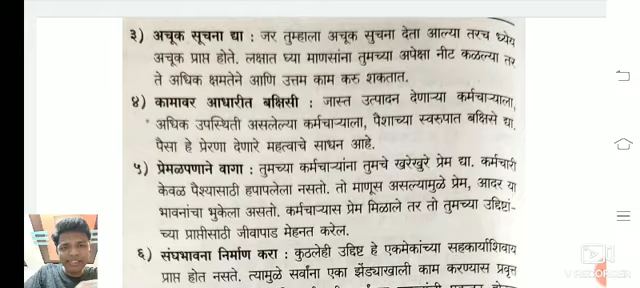 ३) अचूक सूचना द्या : जर तुम्हाला अचूक सुचना देता आल्या तरच ध्येय
अचूक प्राप्त होते. लक्षात घ्या माणसांना तुमच्या अपेक्षा नीट कळल्या तर
ते अधिक क्षमतेने आणि उत्तम काम करु शकतात.
४) कामावर आधारीत बक्षिसी : जास्त उत्पादन देणाऱ्या कर्मचाऱ्याला,
अधिक उपस्थिती असलेल्या कर्मचाऱ्याला, पैशाच्या स्वरुपात बक्षिसे द्या.
पैसा हे प्रेरणा देणारे महत्वाचे साधन आहे.
५) प्रेमळपणाने वागा : तुमच्या कर्मचाऱ्यांना तुमचे खरेखुरे प्रेम द्या. कर्मचारी
केवळ पैश्यासाठी हपापलेला नसतो. तो माणूस असल्यामुळे प्रेम, आदर या
भावनांचा भुकेला असतो. कर्मचाऱ्यास प्रेम मिळाले तर तो तुमच्या उद्दिष्टां-
च्या प्राप्तीसाठी जीवापाड मेहनत करेल.
६) संघभावना निर्माण करा : कुठलेही उद्दिष्ट हे एकमेकांच्या सहकार्याशिवाय
प्राप्त होत नसते. त्यामुळे सर्वांना एका झेंड्याखाली काम करण्यास प्रवृत्त
V RECORDER